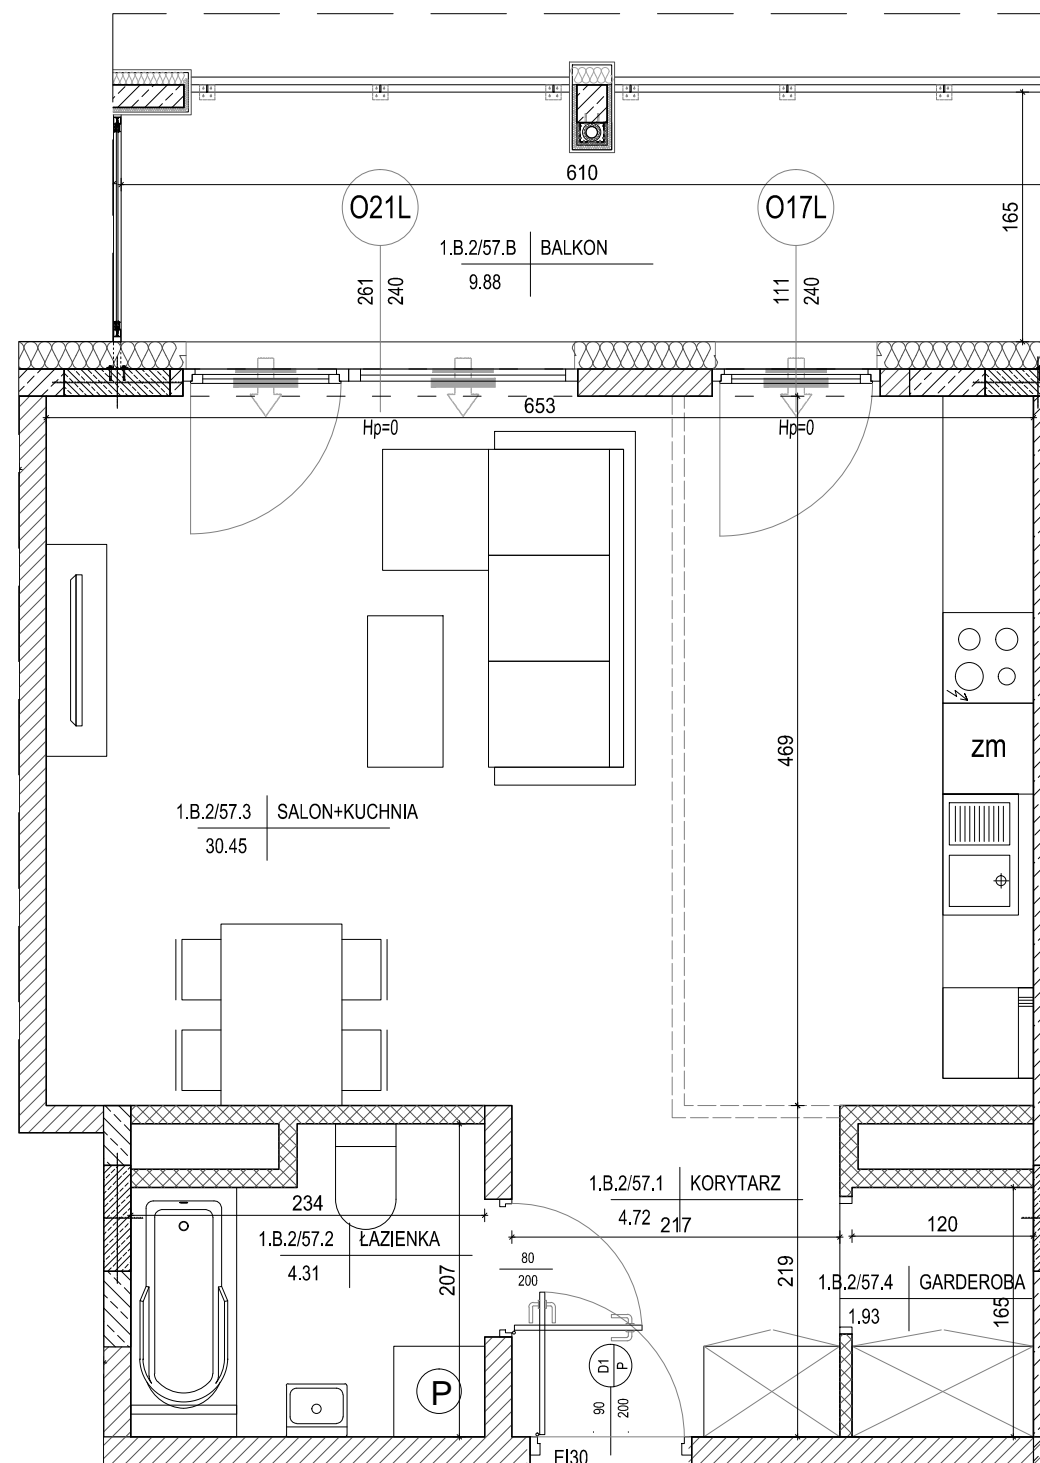 610
O21L
O17L
165
1.B.2/57.B BALKON
9.88
261
240
111
240
653
Hp=0
Hp=0
469
zm
1.B.2/57.3 SALON+KUCHNIA
30.45
1.B.2/57.1 KORYTARZ
4.72
217
234
120
1.B.2/57.2 ŁAZIENKA
4.31
207
80
200
219
1.B.2/57.4 GARDEROBA
1.93
165
D1
P
90
200
P
EI30